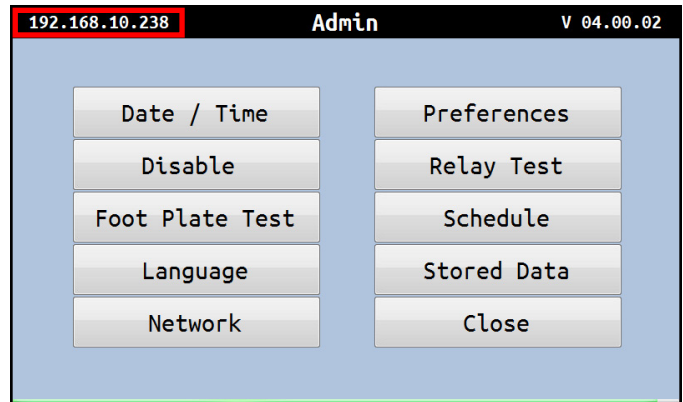 192.168.10.238 Admin V 04.00.02
Date / Time Preferences
Disable Relay Test
Foot Plate Test Schedule
Language Stored Data
Network Close